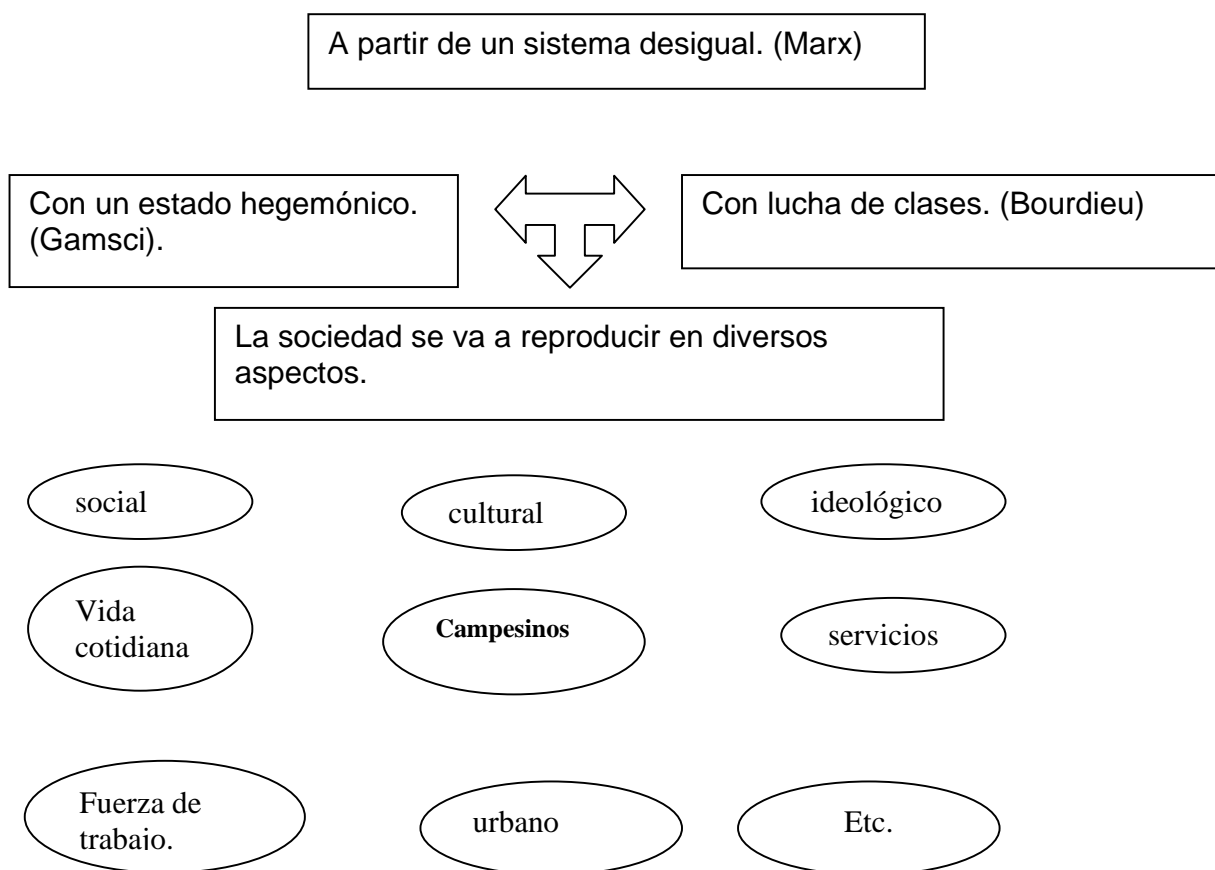 A partir de un sistema desigual. (Marx)
Con un estado hegemónico.
(Gamsci).
Con lucha de clases. (Bourdieu)
La sociedad se va a reproducir en diversos
aspectos.
social
cultural
ideológico
Vida
cotidiana
Campesinos
servicios
Fuerza de
trabajo.
urbano
Etc.